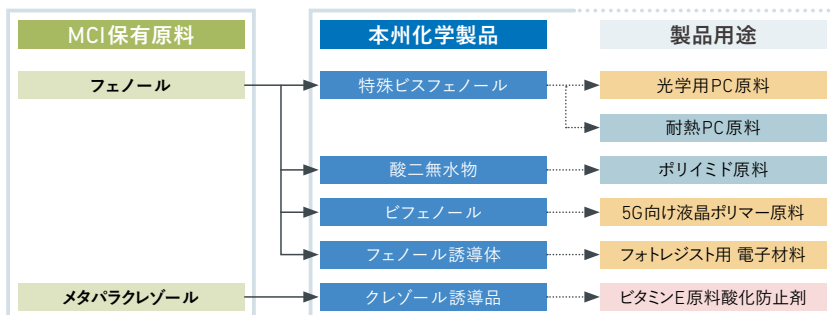 MCI保有原料
本州化学製品
製品用途
フェノール
特殊ビスフェノール
光学用PC原料
耐熱PC原料
酸二無水物
ポリイミド原料
ビフェノール
5G向け液晶ポリマー原料
フェノール誘導体
フォトレジスト用 電子材料
メタパラクレゾール
クレゾール誘導品
ビタミンE原料酸化防止剤